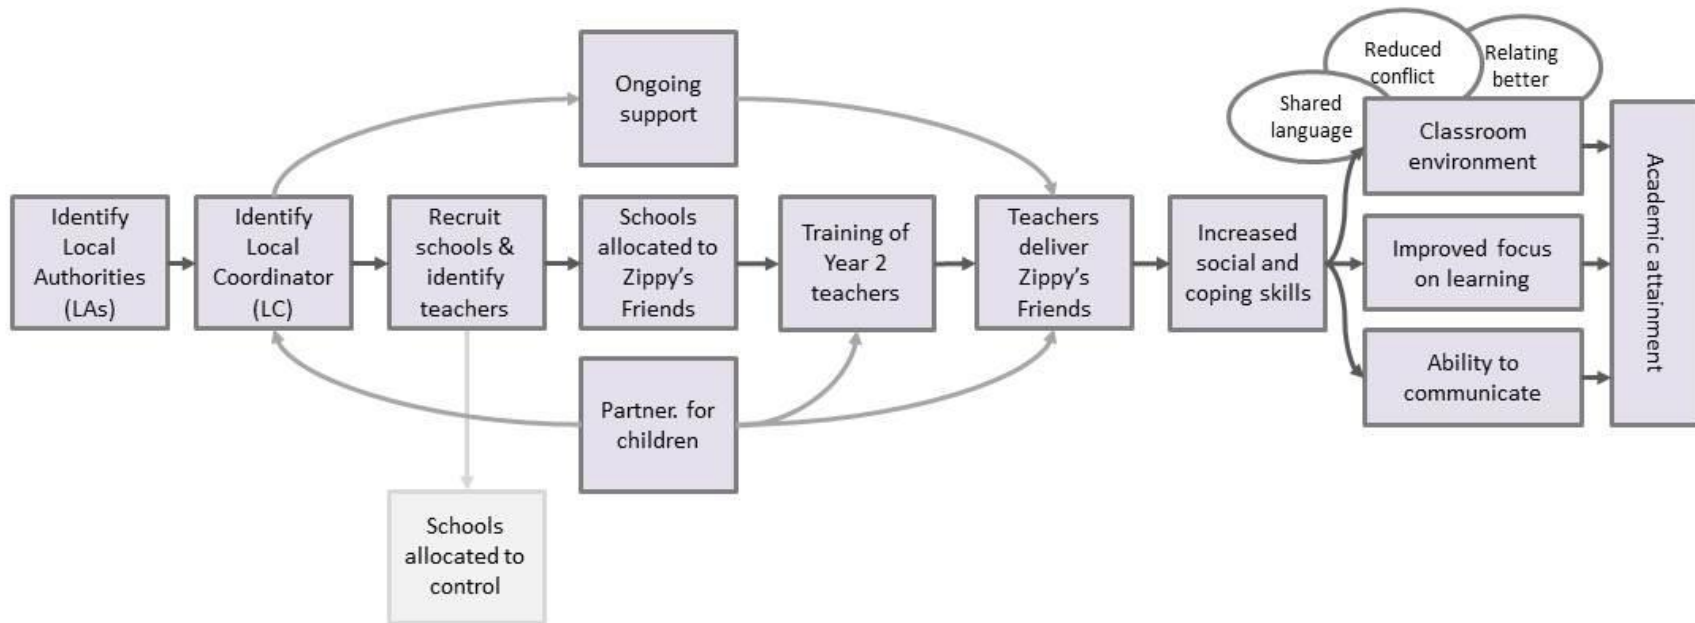 Reduced
conflict
Relating
better
Shared
language
Ongoing
support
Classroom
environment
Identify
Local
Authorities
(LAs)
Identify
Local
Coordinator
(LC)
Recruit
schools &
identify
teachers
Schools
allocated to
Zippy's
Friends
Training of
Year 2
teachers
Teachers
deliver
Zippy's
Friends
Increased
social and
coping skills
Improved focus
on learning
Ability to
communicate
Academic attainment
Partner. for
children
Schools
allocated to
control